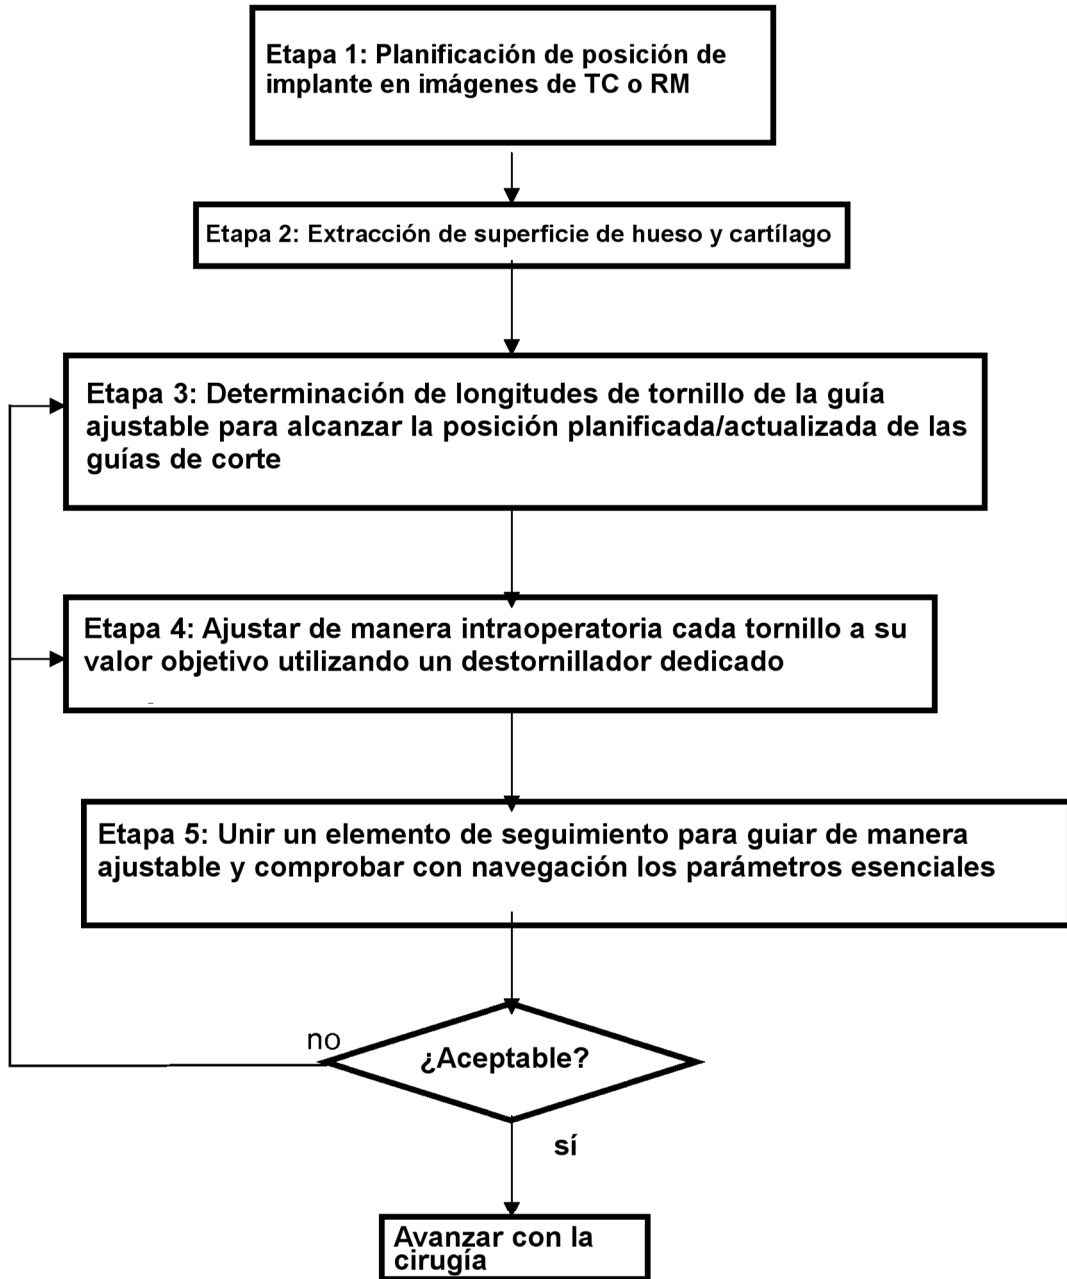 Etapa 1: Planificación de posición de
implante en imágenes de TC o RM
Etapa 2: Extracción de superficie de hueso y cartílago
Etapa 3: Determinación de longitudes de tornillo de la guía
ajustable para alcanzar la posición planificada/actualizada de las
guías de corte
Etapa 4: Ajustar de manera intraoperatoria cada tornillo a su
valor objetivo utilizando un destornillador dedicado
Etapa 5: Unir un elemento de seguimiento para guiar de manera
ajustable y comprobar con navegación los parámetros esenciales
no
¿Aceptable?
sí
Avanzar con la
cirugía